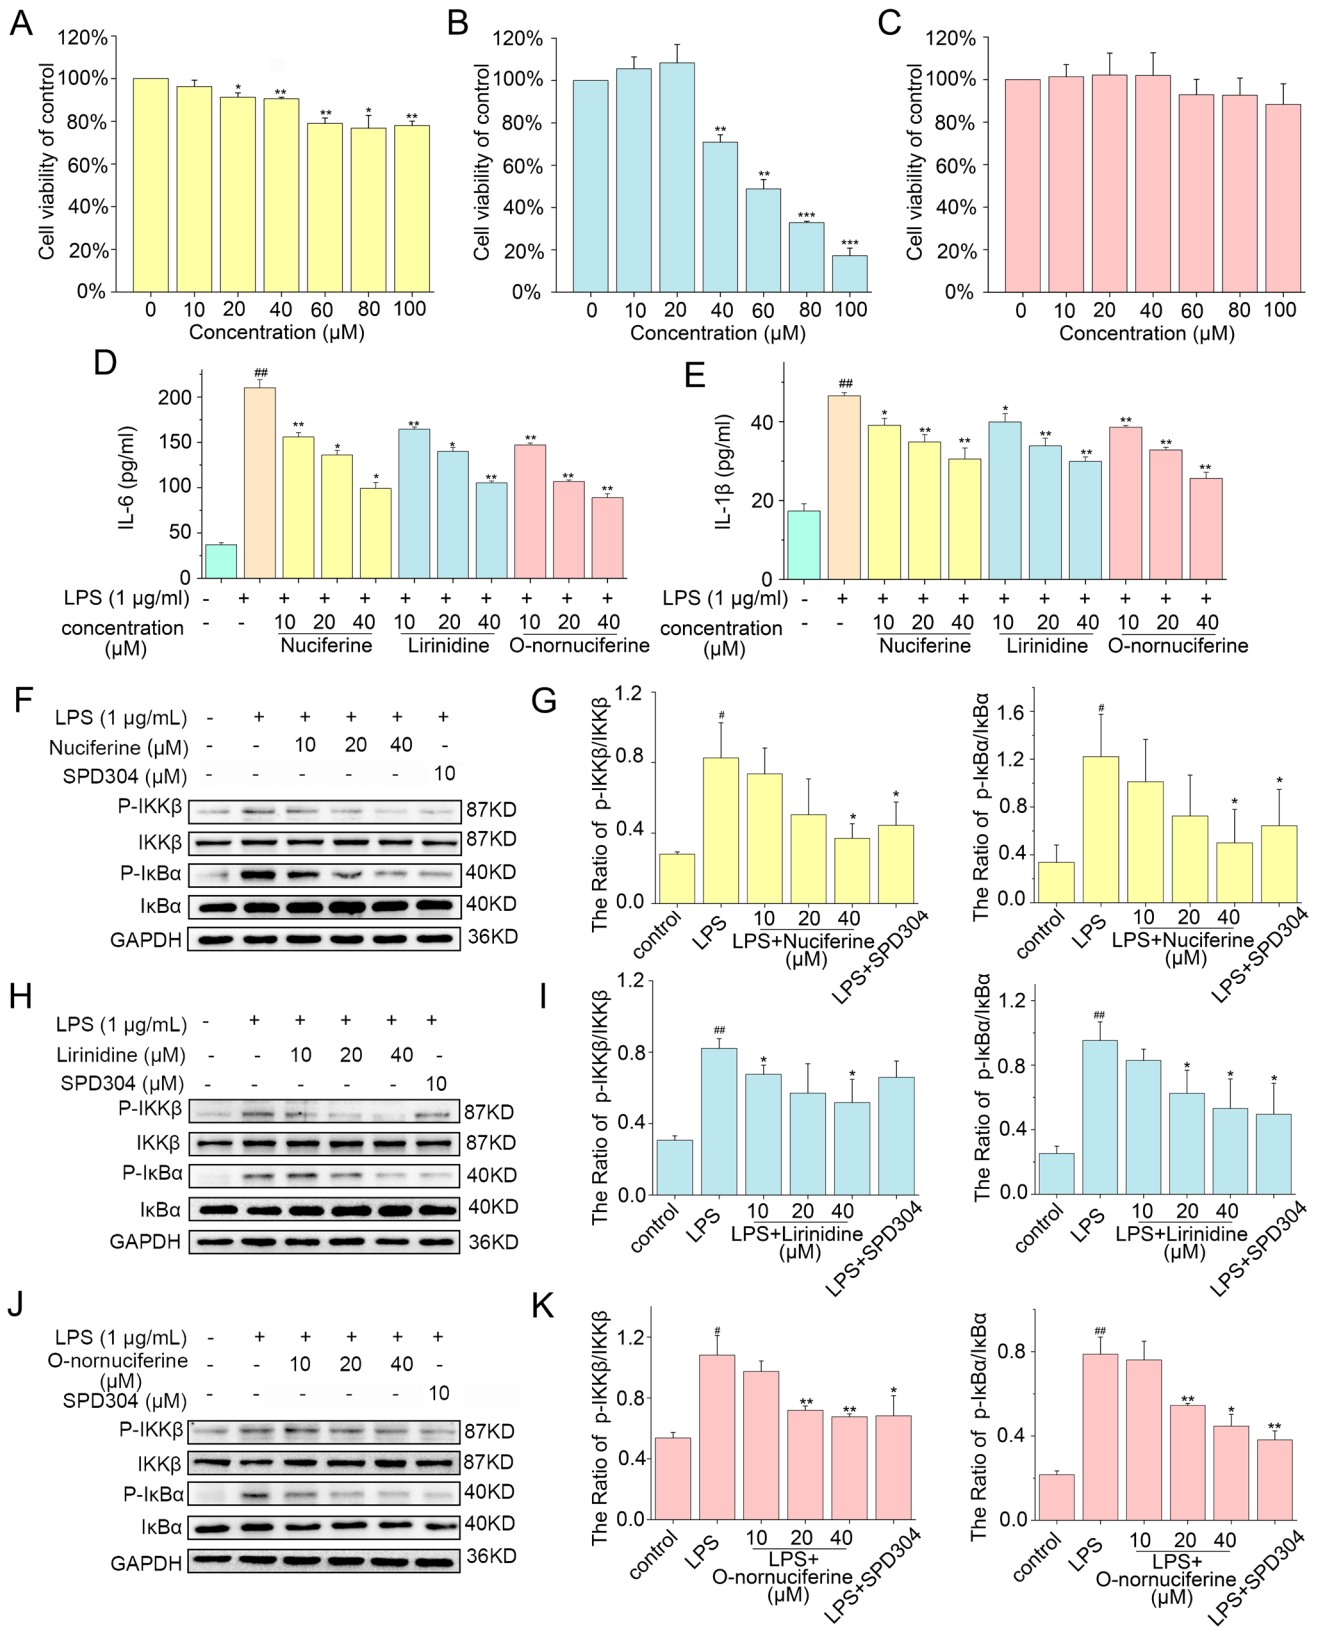 A
120%
100%
80%
60%
40%
20%
0%
Cell viability of control
* ** ** * **
0 10 20 40 60 80 100
Concentration (μM)
B
120%
100%
80%
60%
40%
20%
0%
Cell viability of control
** ** *** ***
0 10 20 40 60 80 100
Concentration (μM)
C
120%
100%
80%
60%
40%
20%
0%
Cell viability of control
0 10 20 40 60 80 100
Concentration (μM)
D
200
150
100
50
0
IL-6 (pg/ml)
## ** * * ** * ** ** ** **
LPS (1 μg/ml) - + + + + + + + + + +
concentration - - 10 20 40 10 20 40 10 20 40
(μM) Nuciferine Lirinidine O-nornuciferine
E
40
20
0
IL-1β (pg/ml)
## * ** ** * ** ** ** ** **
LPS (1 μg/ml) - + + + + + + + + + +
concentration - - 10 20 40 10 20 40 10 20 40
(μM) Nuciferine Lirinidine O-nornuciferine
F
LPS (1 μg/mL) - + + + + +
Nuciferine (μM) - - 10 20 40 -
SPD304 (μM) - - - - - 10
P-IKKβ 87KD
IKKβ 87KD
P-IκBα 40KD
IκBα 40KD
GAPDH 36KD
G
1.2
0.8
0.4
0.0
The Ratio of p-IKKβ/IKKβ
# * *
control LPS 10 20 40 LPS+SPD304
LPS+Nuciferine
(μM)
1.6
1.2
0.8
0.4
0.0
The Ratio of p-IκBα/IκBα
# * *
control LPS 10 20 40 LPS+SPD304
LPS+Nuciferine
(μM)
H
LPS (1 μg/mL) - + + + + +
Lirinidine (μM) - - 10 20 40 -
SPD304 (μM) - - - - - 10
P-IKKβ 87KD
IKKβ 87KD
P-IκBα 40KD
IκBα 40KD
GAPDH 36KD
I
1.2
0.8
0.4
0.0
The Ratio of p-IKKβ/IKKβ
## * *
control LPS 10 20 40 LPS+SPD304
LPS+Lirinidine
(μM)
1.2
0.8
0.4
0.0
The Ratio of p-IκBα/IκBα
## * * *
control LPS 10 20 40 LPS+SPD304
LPS+Lirinidine
(μM)
J
LPS (1 μg/mL) - + + + + +
O-nornuciferine - - 10 20 40 -
(μM)
SPD304 (μM) - - - - - 10
P-IKKβ 87KD
IKKβ 87KD
P-IκBα 40KD
IκBα 40KD
GAPDH 36KD
K
1.2
0.8
0.4
0.0
The Ratio of p-IKKβ/IKKβ
# ** ** *
control LPS 10 20 40 LPS+SPD304
LPS+
O-nornuciferine
(μM)
0.8
0.4
0.0
The Ratio of p-IκBα/IκBα
## ** * **
control LPS 10 20 40 LPS+SPD304
LPS+
O-nornuciferine
(μM)